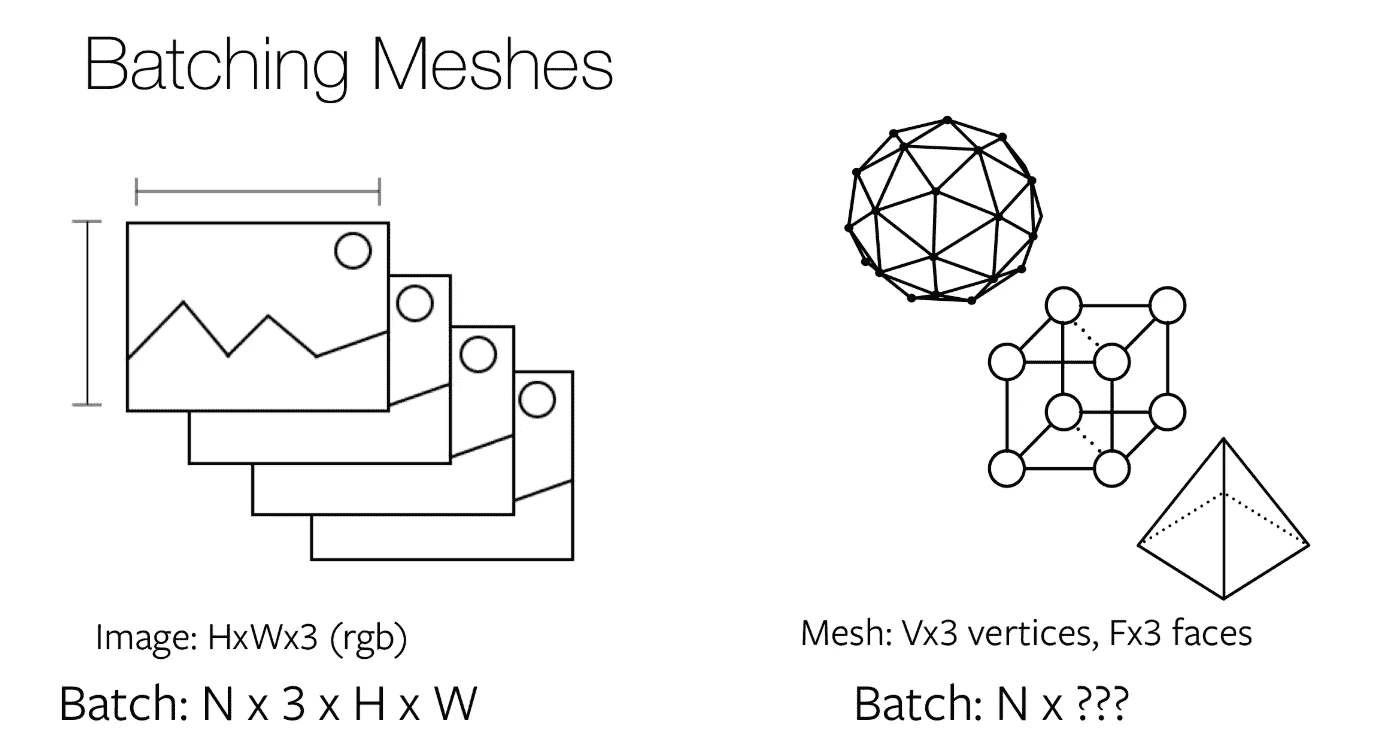 Batching Meshes
Image: HxWx3 (rgb)
Batch: N x 3 x H x W
Mesh: Vx3 vertices, Fx3 faces
Batch: N x ???